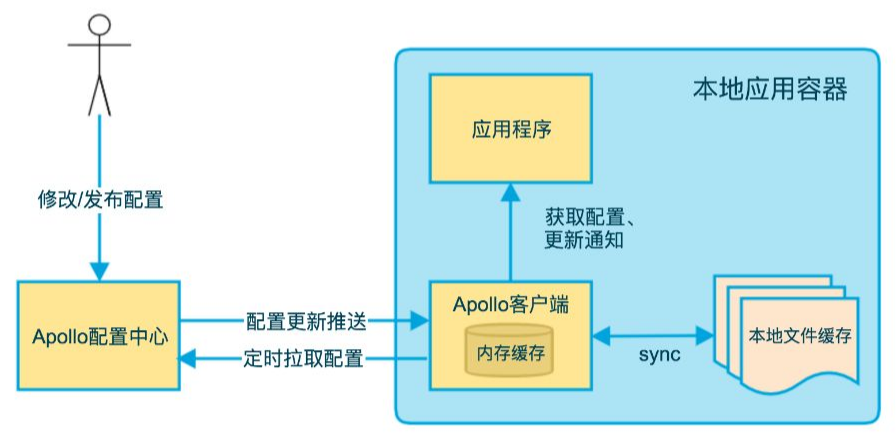 本地应用容器
应用程序
修改/发布配置
获取配置、
更新通知
Apollo客户端
配置更新推送
Apollo配置中心
内存缓存
本地文件缓存
定时拉取配置
sync